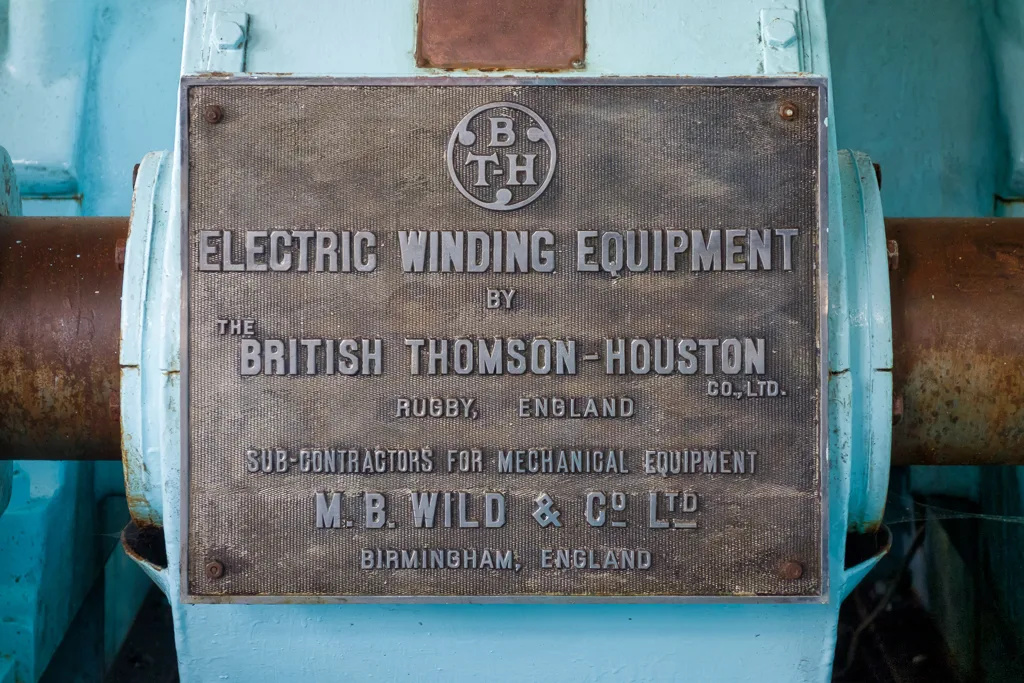 B
T-H
ELECTRIC WINDING EQUIPMENT
BY
THE
BRITISH THOMSON-HOUSTON
CO., LTD.
RUGBY, ENGLAND
SUB-CONTRACTORS FOR MECHANICAL EQUIPMENT
M.B. WILD & Cº LTD
BIRMINGHAM, ENGLAND